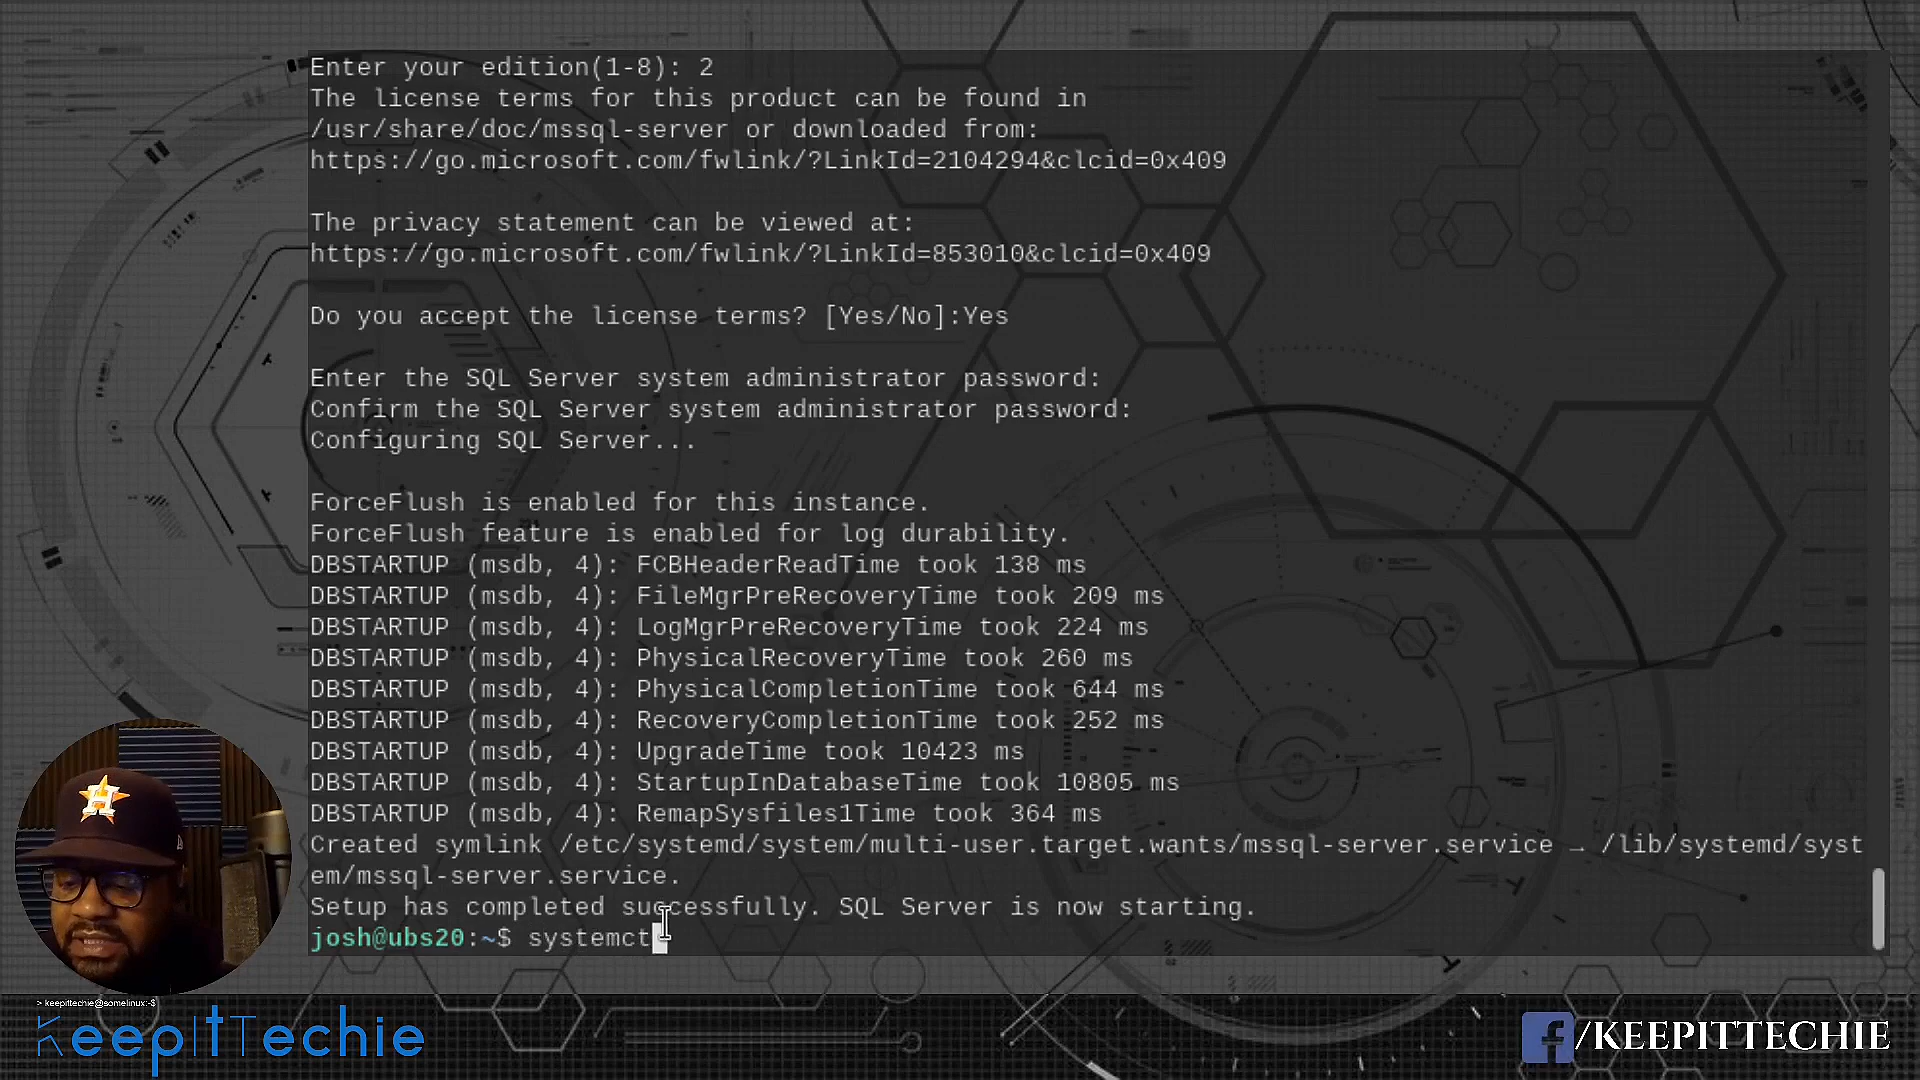 Enter your edition(1-8): 2
The license terms for this product can be found in
/usr/share/doc/mssql-server or downloaded from:
https://go.microsoft.com/fwlink/?LinkId=2104294&clcid=0x409
The privacy statement can be viewed at:
https://go.microsoft.com/fwlink/?LinkId=853010&clcid=0x409
Do you accept the license terms? [Yes/No]:Yes
Enter the SQL Server system administrator password:
Confirm the SQL Server system administrator password:
Configuring SQL Server...
ForceFlush is enabled for this instance.
ForceFlush feature is enabled for log durability.
DBSTARTUP (msdb, 4): FCBHeaderReadTime took 138 ms
DBSTARTUP (msdb, 4): FileMgrPreRecoveryTime took 209 ms
DBSTARTUP (msdb, 4): LogMgrPreRecoveryTime took 224 ms
DBSTARTUP (msdb, 4): PhysicalRecoveryTime took 260 ms
DBSTARTUP (msdb, 4): PhysicalCompletionTime took 644 ms
DBSTARTUP (msdb, 4): RecoveryCompletionTime took 252 ms
DBSTARTUP (msdb, 4): UpgradeTime took 10423 ms
DBSTARTUP (msdb, 4): StartupInDatabaseTime took 10805 ms
DBSTARTUP (msdb, 4): RemapSysfiles1Time took 364 ms
Created symlink /etc/systemd/system/multi-user.target.wants/mssql-server.service → /lib/systemd/syst
em/mssql-server.service.
Setup has completed successfully. SQL Server is now starting.
josh@ubs20:~$ systemct
> keepittechie@somelinux:-$
KeepItTechie
f/KEEPITTECHIE